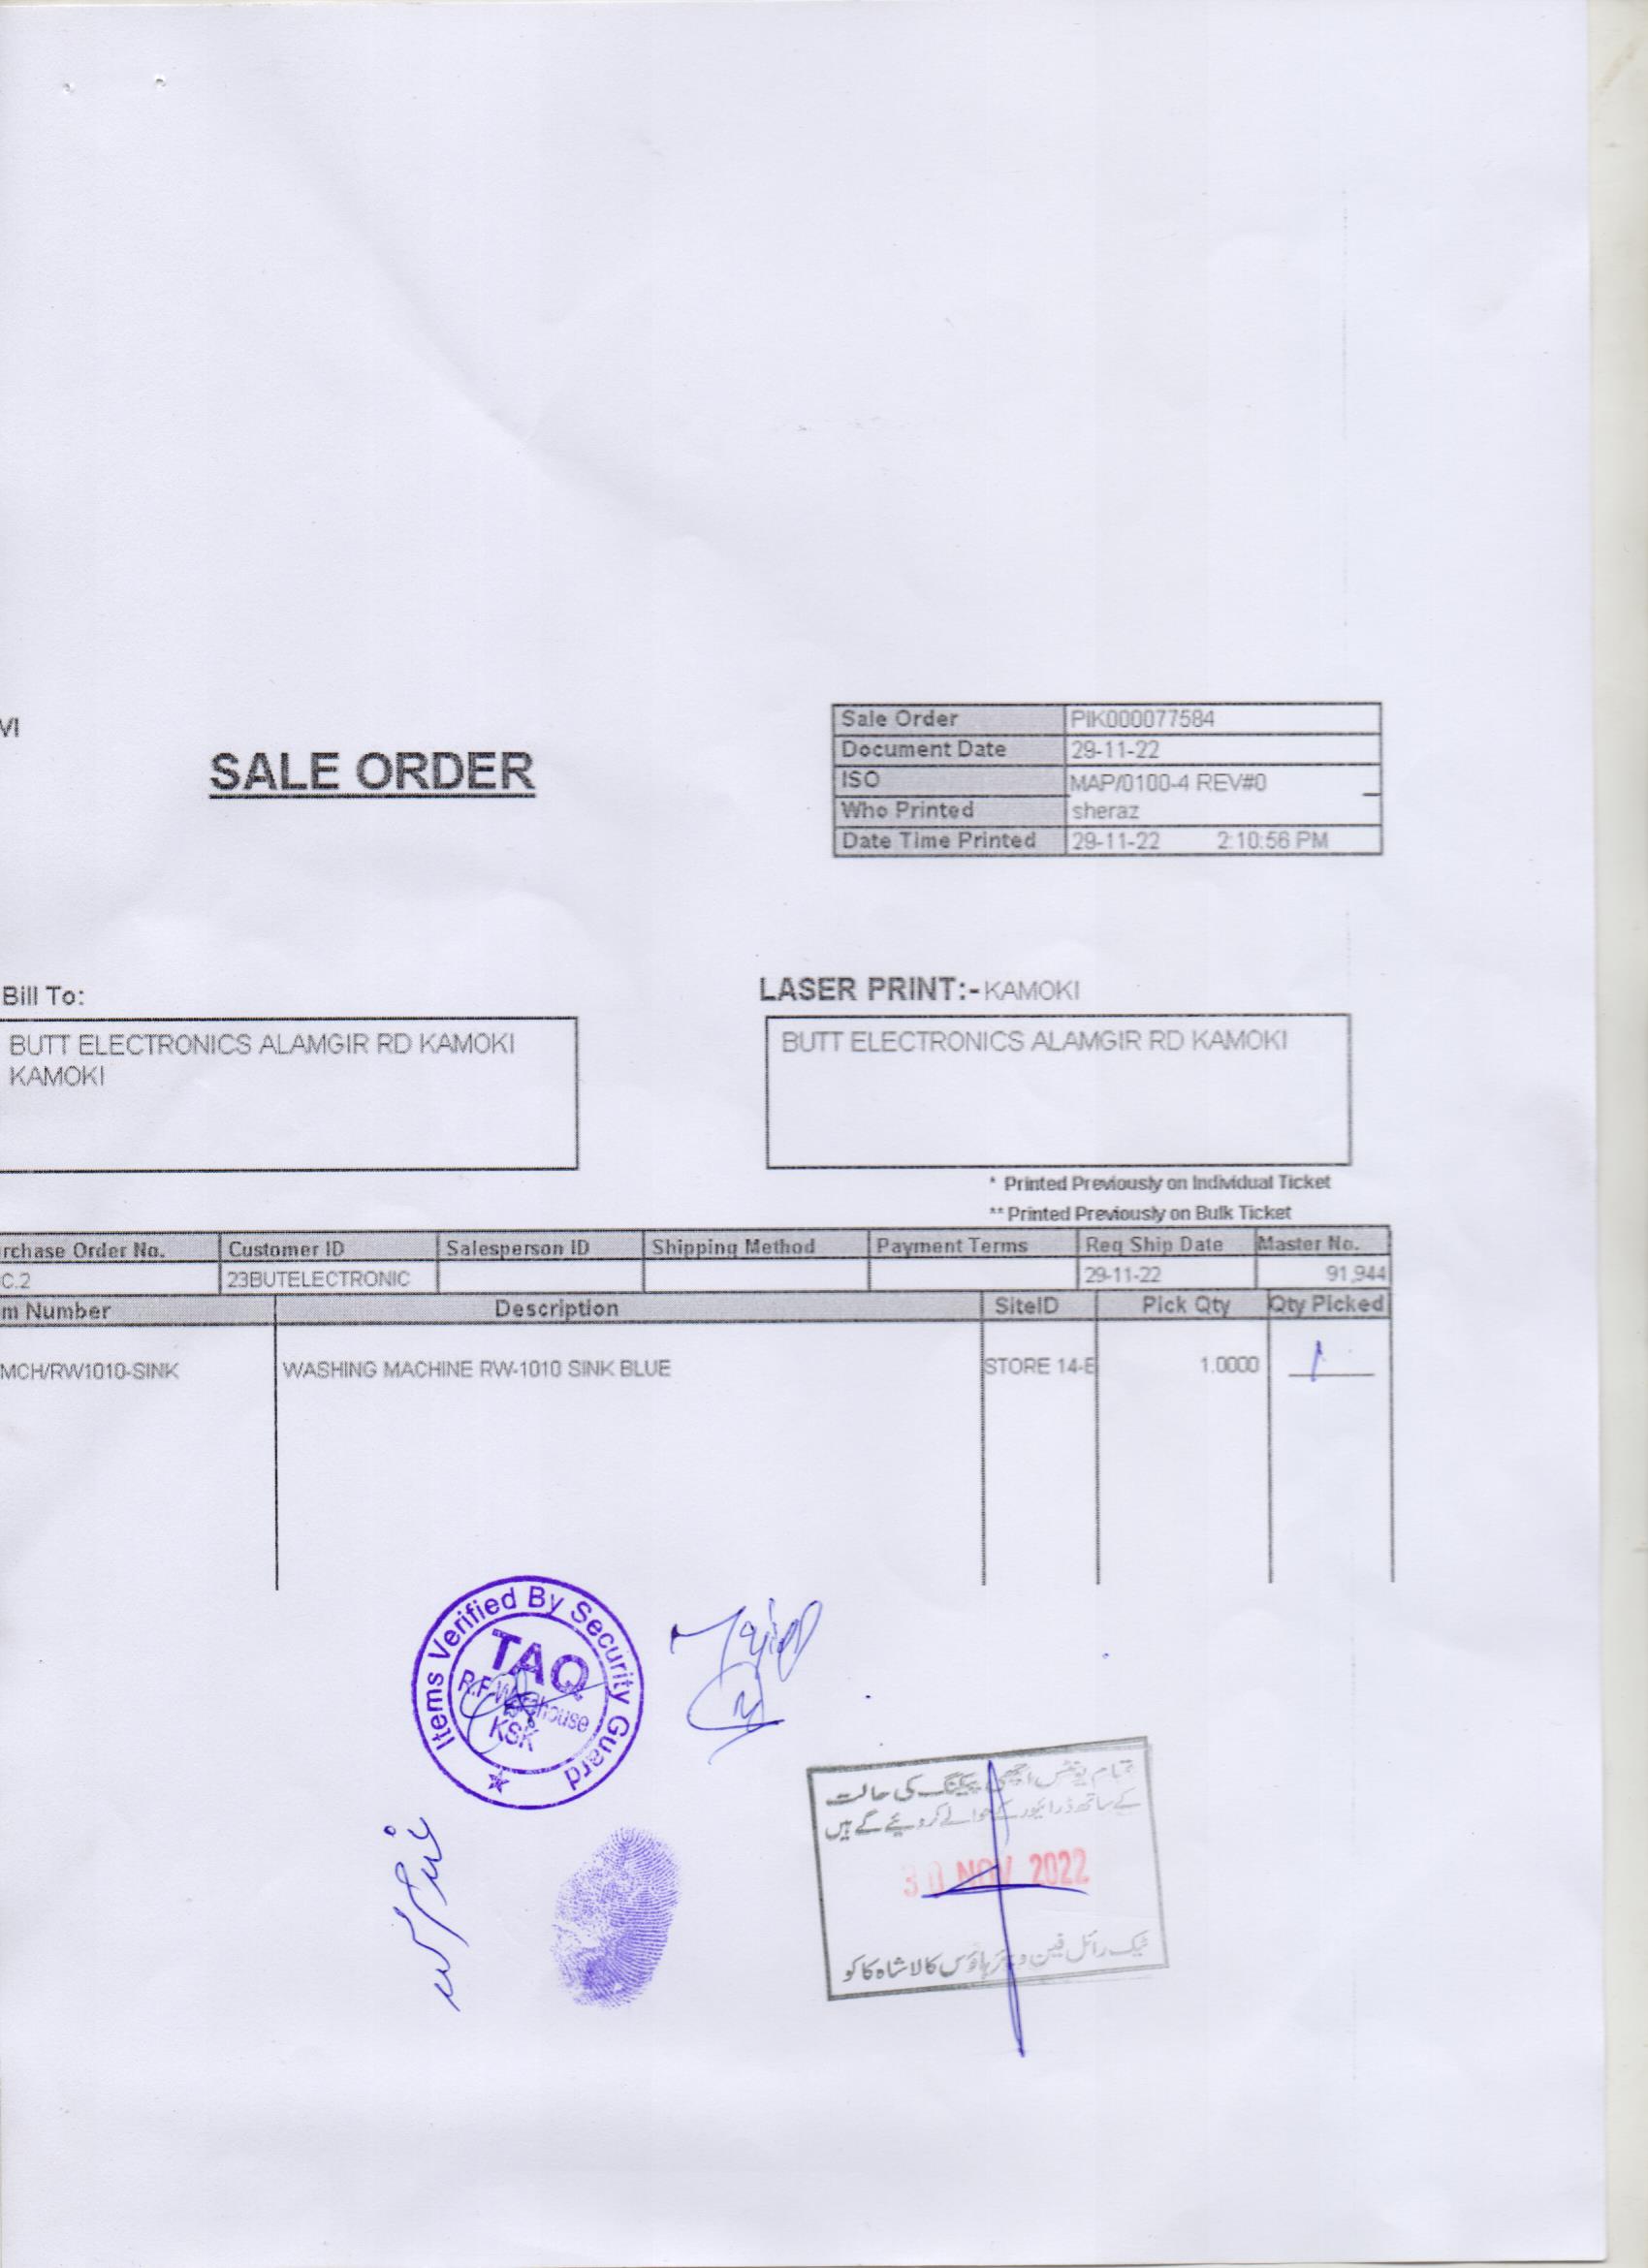 VI
SALE ORDER
Sale Order PIK000077584
Document Date 29-11-22
ISO MAP/0100-4 REV#0
Who Printed sheraz
Date Time Printed 29-11-22 2:10:56 PM
Bill To:
BUTT ELECTRONICS ALAMGIR RD KAMOKI
KAMOKI
LASER PRINT:- KAMOKI
BUTT ELECTRONICS ALAMGIR RD KAMOKI
* Printed Previously on Individual Ticket
** Printed Previously on Bulk Ticket
rchase Order No. Customer ID Salesperson ID Shipping Method Payment Terms Req Ship Date Master No.
C.2 23BUTELECTRONIC 29-11-22 91,944
m Number Description SiteID Pick Qty Qty Picked
MCH/RW1010-SINK WASHING MACHINE RW-1010 SINK BLUE STORE 14-E 1.0000 1
Items Verified By Security Guard
TAQ
R.F Warehouse
KSK
تمام یونٹس اچھی پیکنگ کی حالت
کے ساتھ ڈرائیور کے حوالے کر دیئے گے ہیں
30 NOV 2022
ٹیک رائل فین ویئر ہاؤس کالا شاہ کاکو